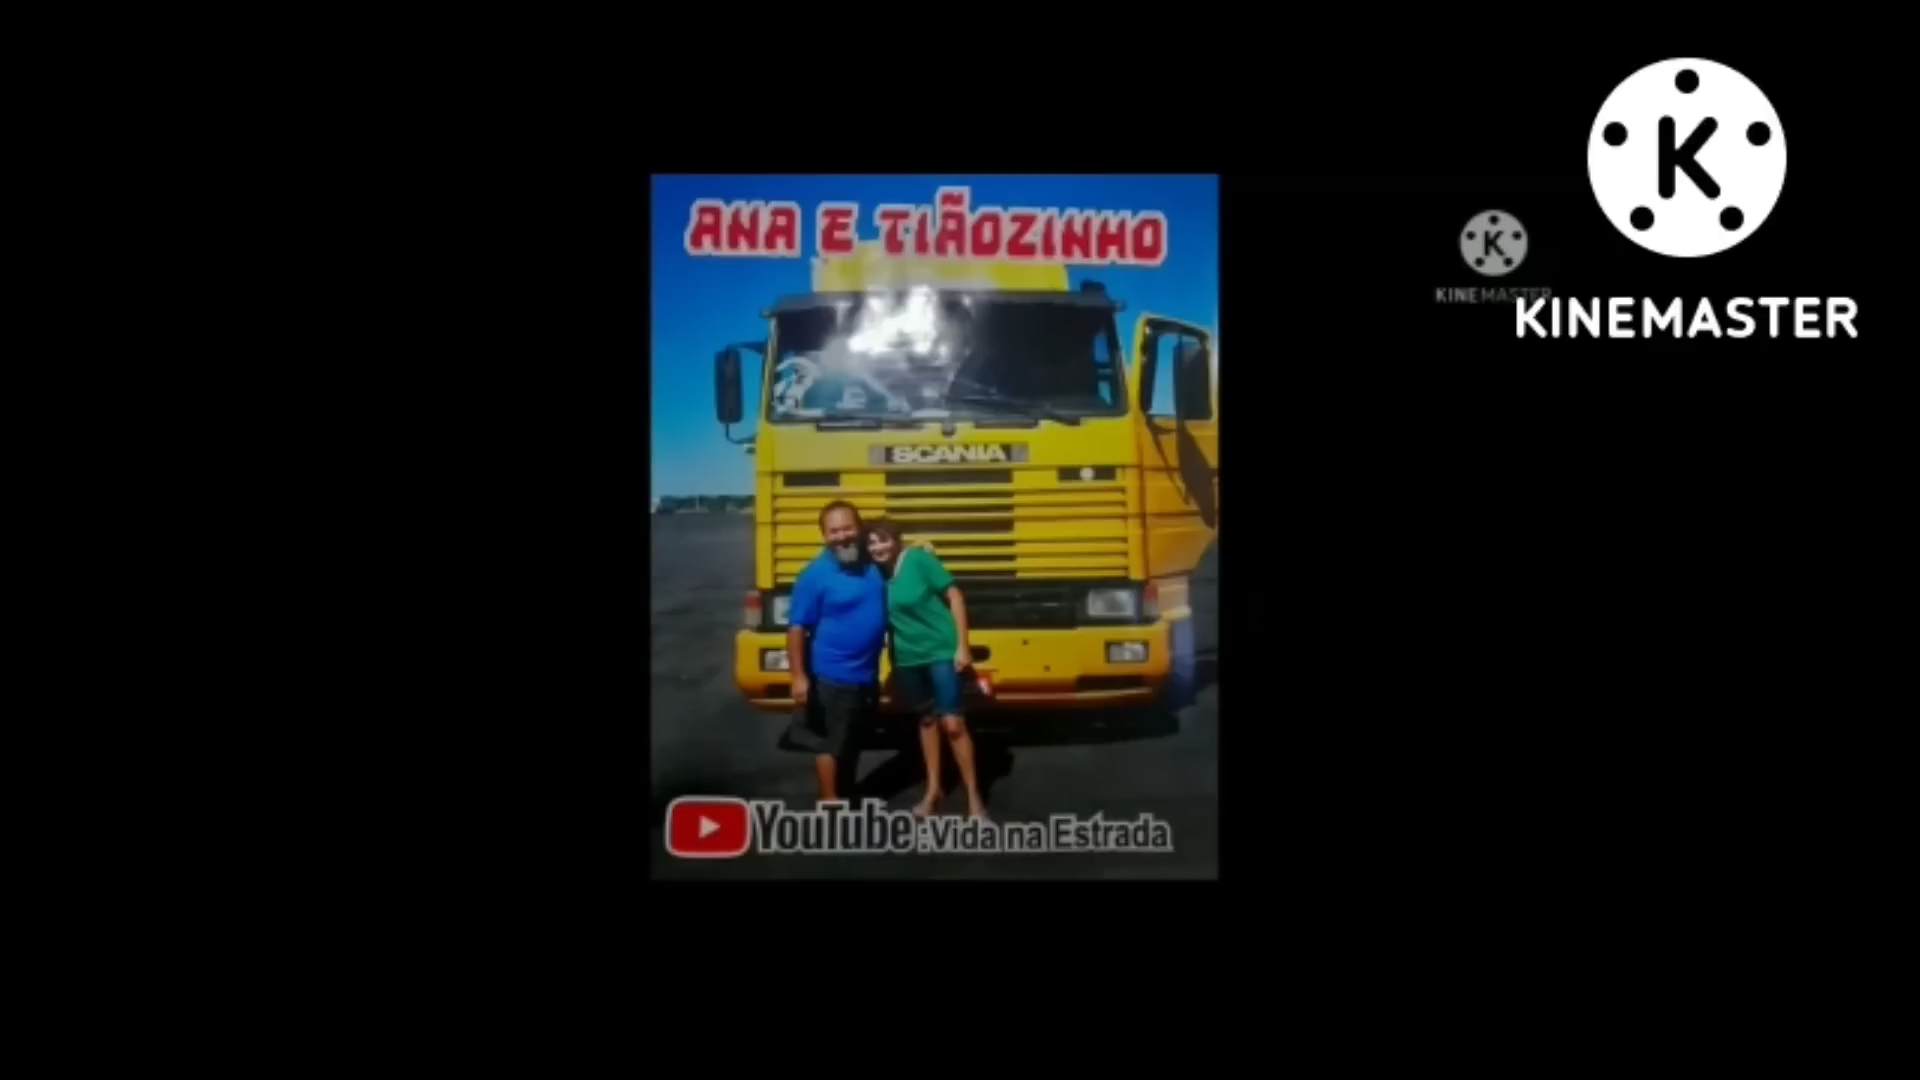 ANA E TIÃOZINHO
SCANIA
YouTube:Vida na Estrada
K
KINEMASTER
K
KINEMASTER